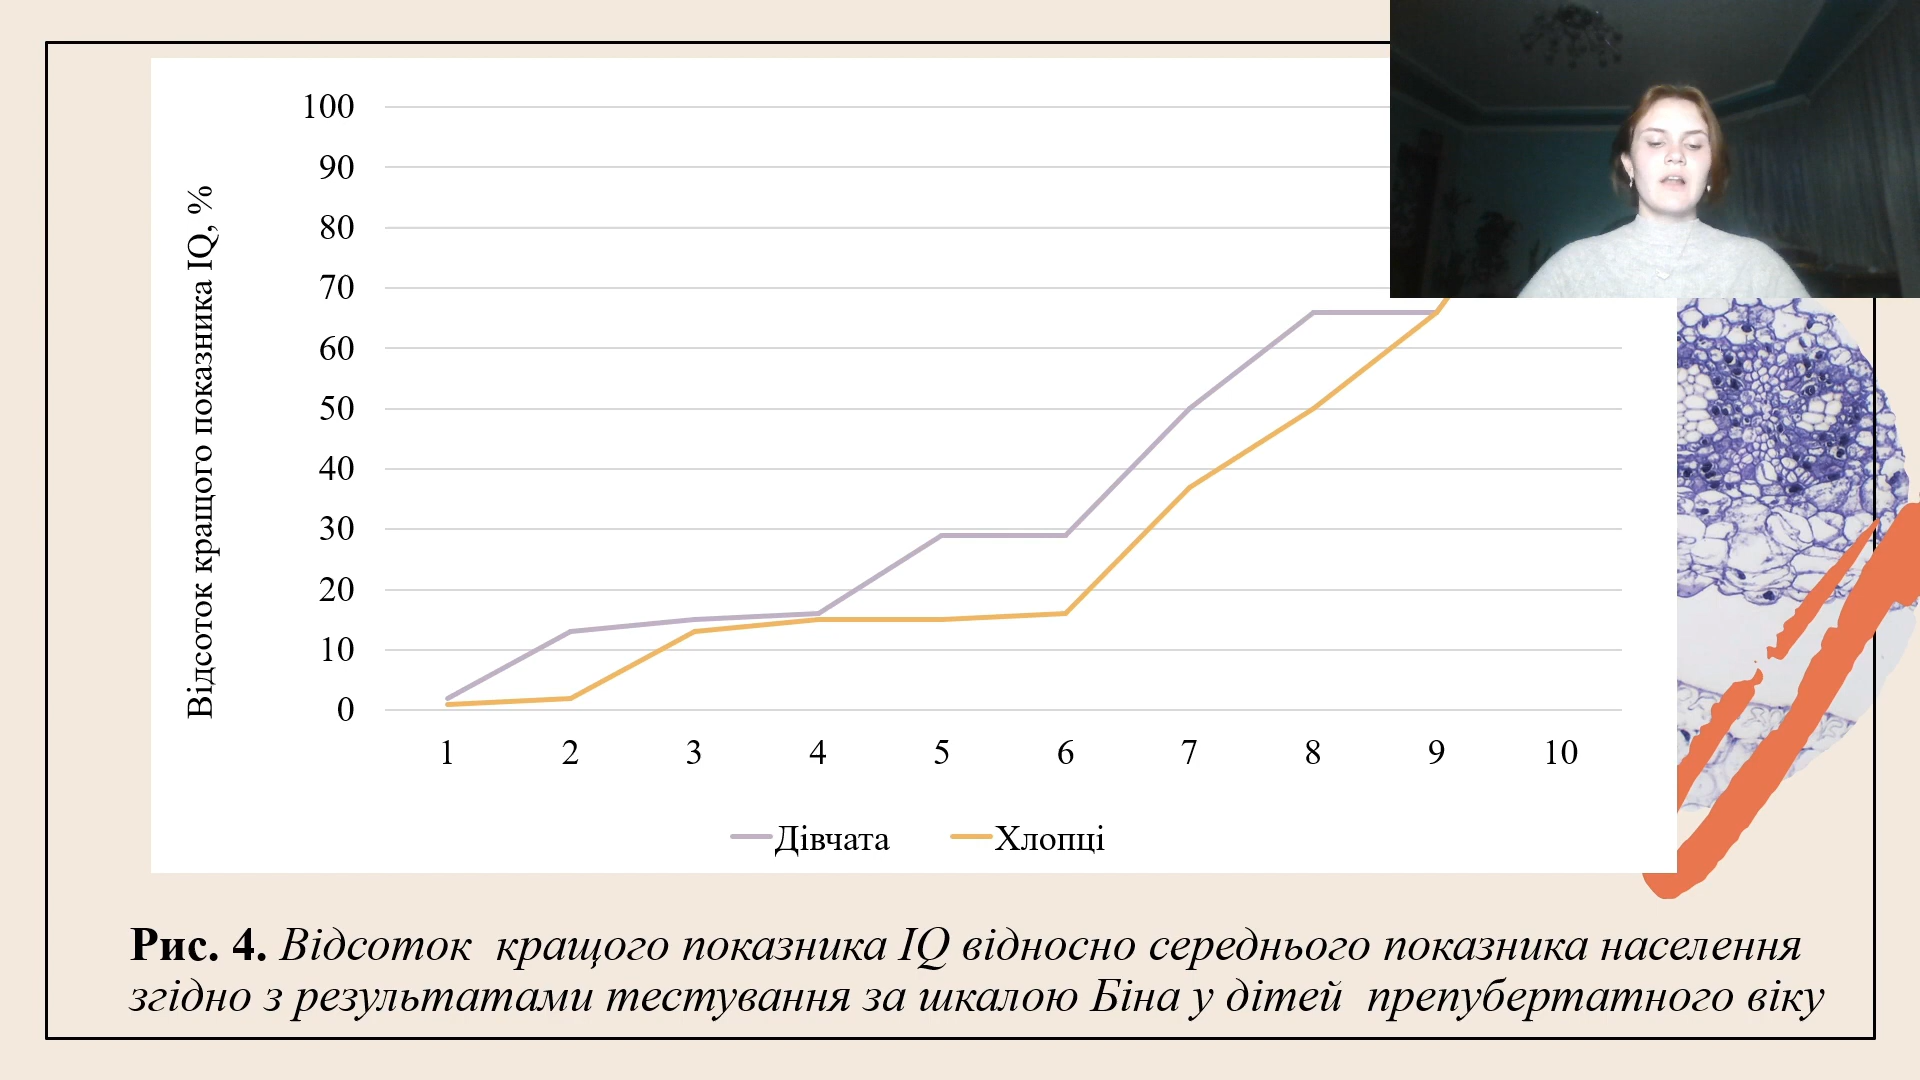 Відсоток кращого показника IQ, %
100
90
80
70
60
50
40
30
20
10
0
1 2 3 4 5 6 7 8 9 10
Дівчата Хлопці
Рис. 4. Відсоток кращого показника IQ відносно середнього показника населення
згідно з результатами тестування за шкалою Біна у дітей препубертатного віку